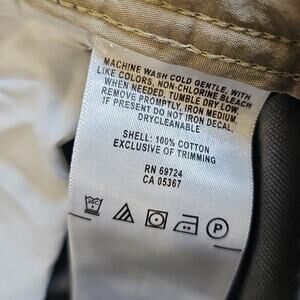 MACHINE WASH COLD GENTLE, WITH
LIKE COLORS, NON-CHLORINE BLEACH
WHEN NEEDED, TUMBLE DRY LOW
REMOVE PROMPTLY, IRON MEDIUM,
IF PRESENT DO NOT IRON DECAL,
DRYCLEANABLE
SHELL: 100% COTTON
EXCLUSIVE OF TRIMMING
RN 69724
CA 05367
30C
P